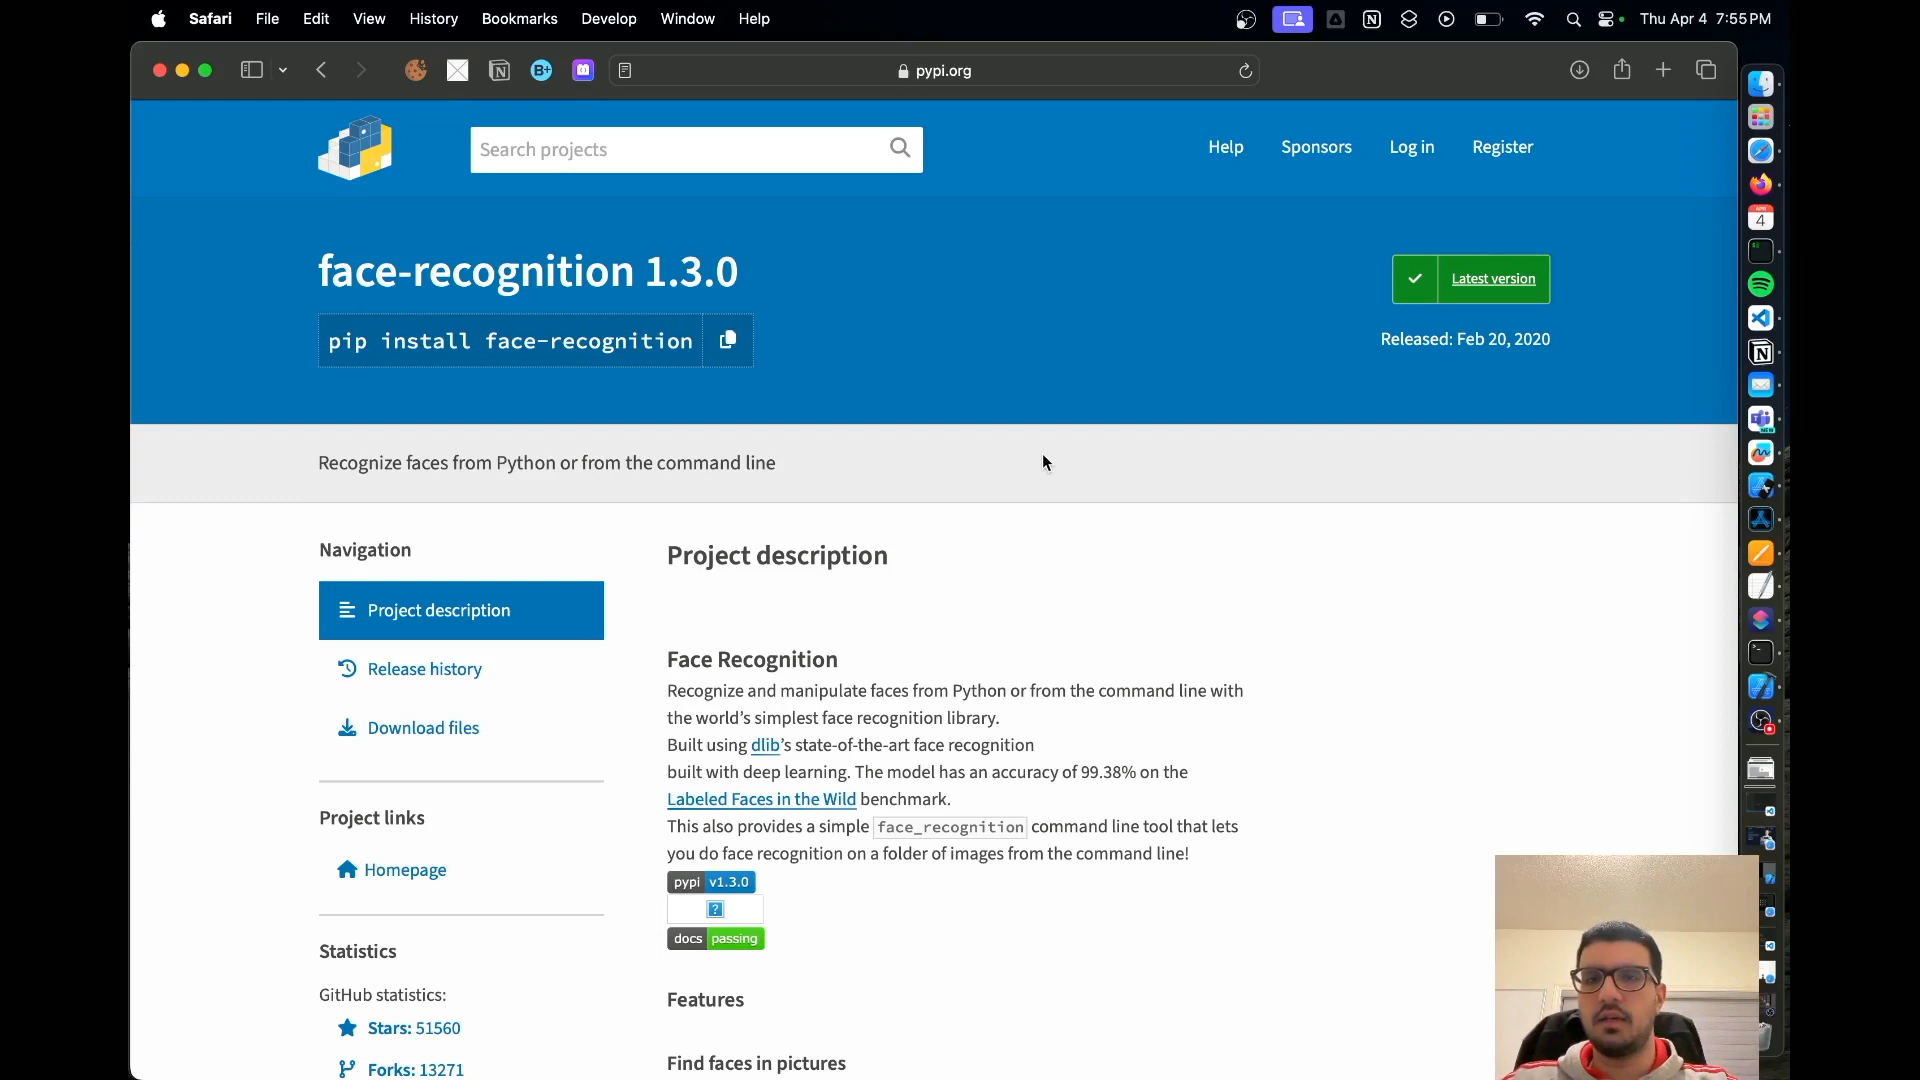 Safari File Edit View History Bookmarks Develop Window Help
Thu Apr 4 7:55 PM
B+
pypi.org
Search projects
Help Sponsors Log in Register
APR
4
face-recognition 1.3.0
Latest version
pip install face-recognition
Released: Feb 20, 2020
Recognize faces from Python or from the command line
Navigation
Project description
Release history
Download files
Project links
Homepage
Statistics
GitHub statistics:
Stars: 51560
Forks: 13271
Project description
Face Recognition
Recognize and manipulate faces from Python or from the command line with
the world's simplest face recognition library.
Built using dlib's state-of-the-art face recognition
built with deep learning. The model has an accuracy of 99.38% on the
Labeled Faces in the Wild benchmark.
This also provides a simple face_recognition command line tool that lets
you do face recognition on a folder of images from the command line!
pypi v1.3.0
?
docs passing
Features
Find faces in pictures